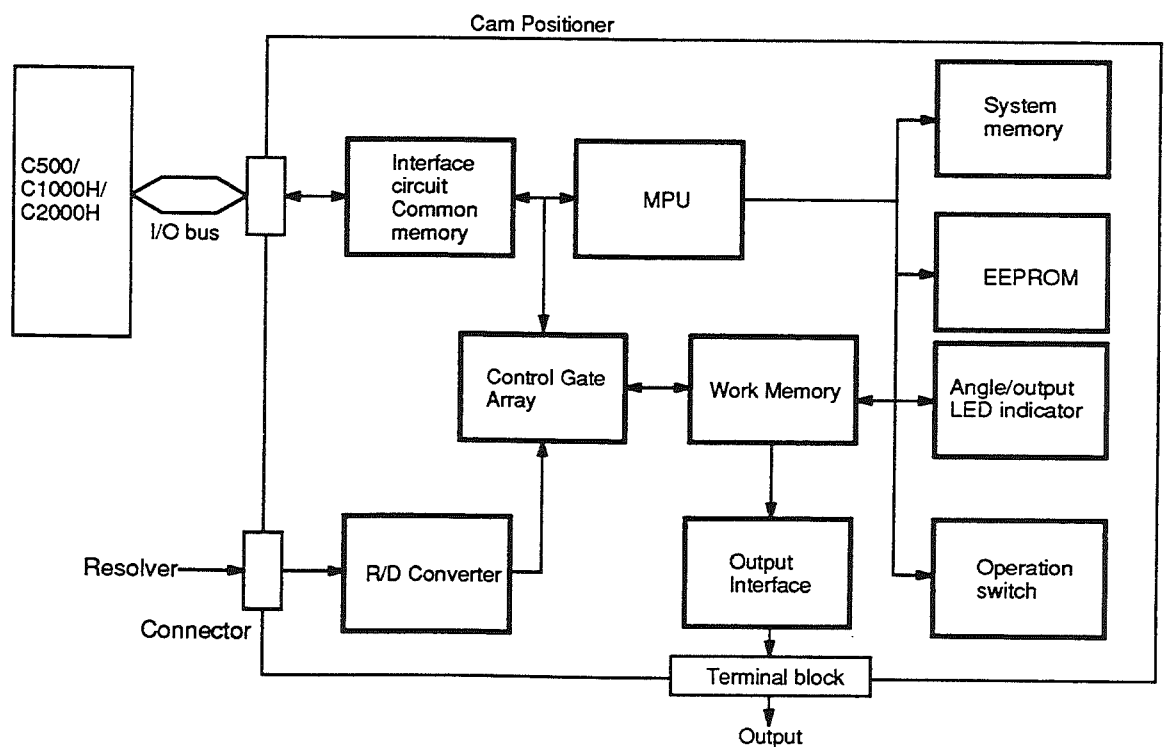 Cam Positioner
C500/
C1000H/
C2000H
I/O bus
Interface
circuit
Common
memory
MPU
System
memory
EEPROM
Control Gate
Array
Work Memory
Angle/output
LED indicator
Resolver
Connector
R/D Converter
Output
Interface
Operation
switch
Terminal block
Output